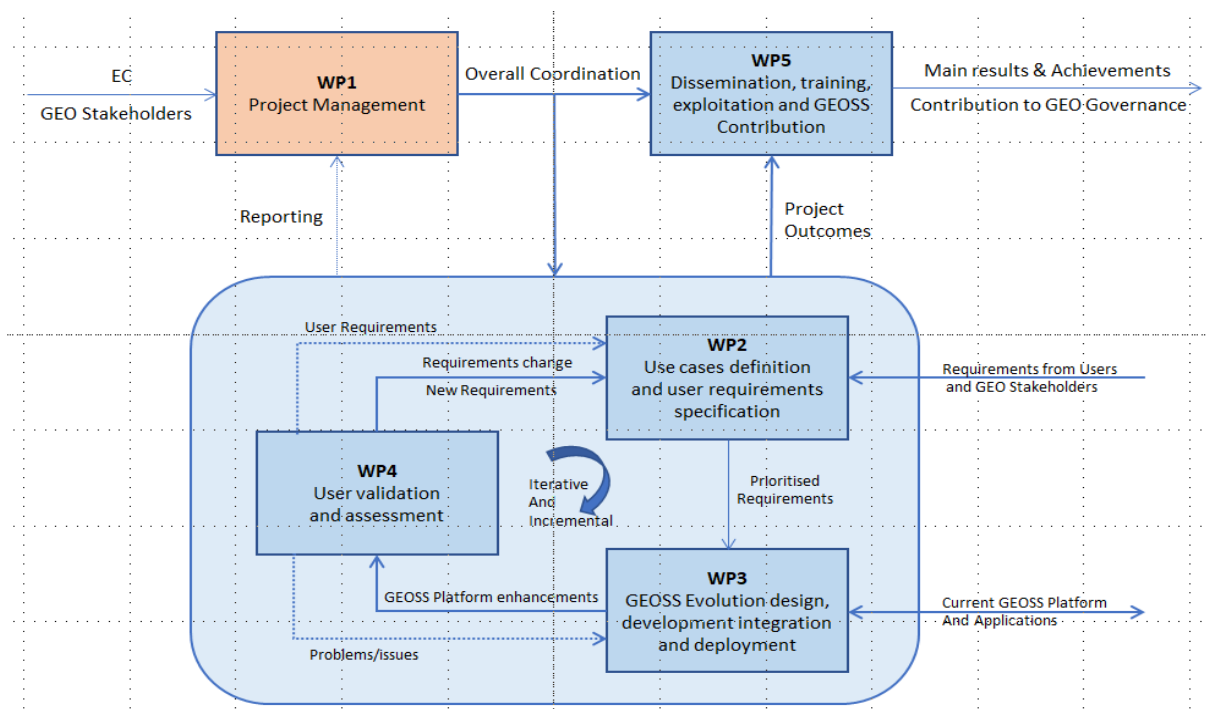 EC
GEO Stakeholders
WP1
Project Management
Overall Coordination
WP5
Dissemination, training,
exploitation and GEOSS
Contribution
Main results & Achievements
Contribution to GEO Governance
Reporting
Project
Outcomes
User Requirements
Requirements change
New Requirements
WP2
Use cases definition
and user requirements
specification
Requirements from Users
and GEO Stakeholders
WP4
User validation
and assessment
Iterative
And
Incremental
Prioritised
Requirements
GEOSS Platform enhancements
WP3
GEOSS Evolution design,
development integration
and deployment
Current GEOSS Platform
And Applications
Problems/issues